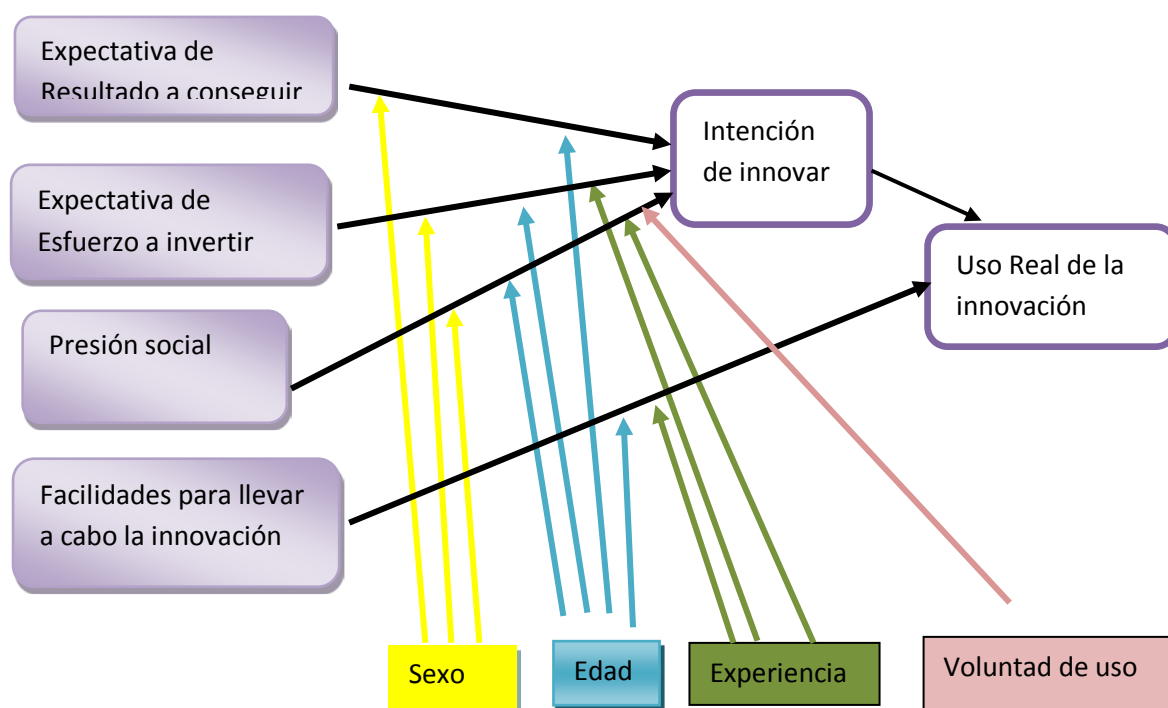 Expectativa de
Resultado a conseguir
Intención
de innovar
Expectativa de
Esfuerzo a invertir
Uso Real de la
innovación
Presión social
Facilidades para llevar
a cabo la innovación
Sexo
Edad
Experiencia
Voluntad de uso